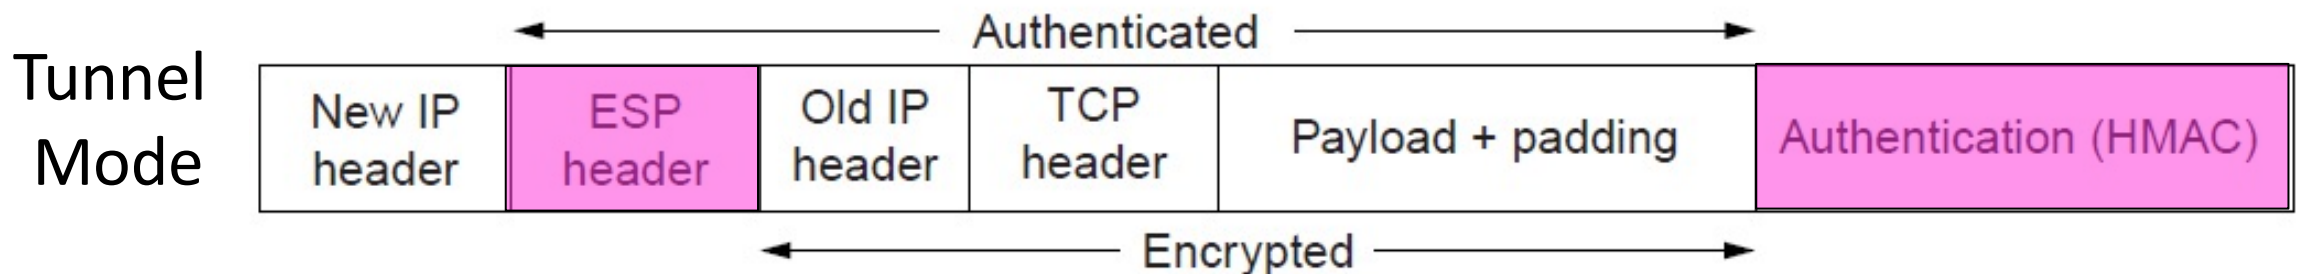 Authenticated
Tunnel
Mode
New IP
header
ESP
header
Old IP
header
TCP
header
Payload + padding
Authentication (HMAC)
Encrypted